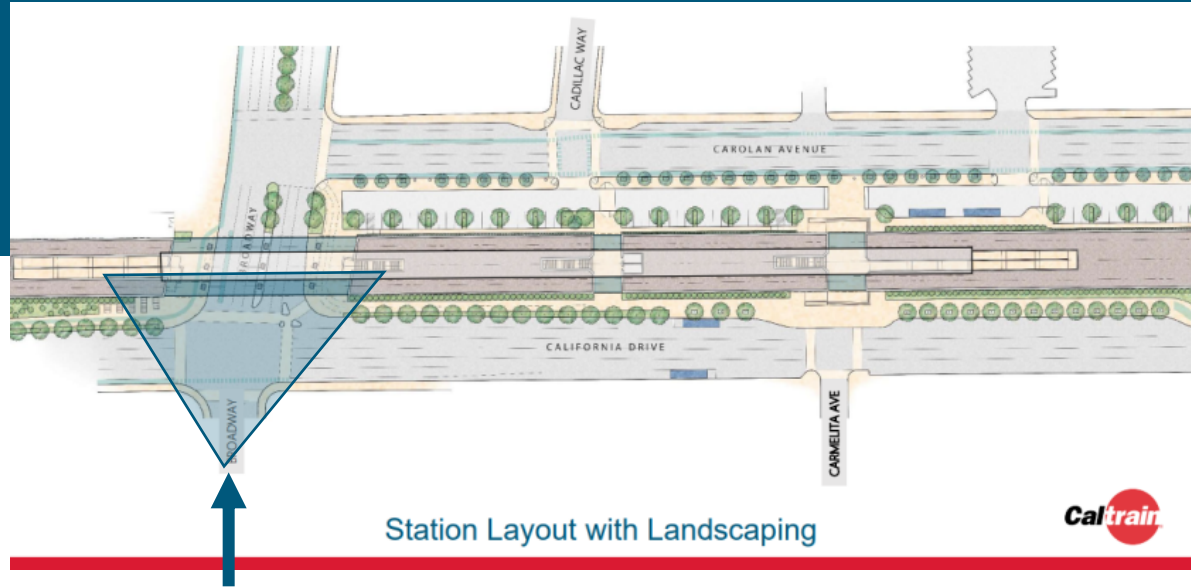 CADILLAC WAY
CAROLAN AVENUE
BROADWAY
CALIFORNIA DRIVE
BROADWAY
CARMELITA AVE
Station Layout with Landscaping
Caltrain